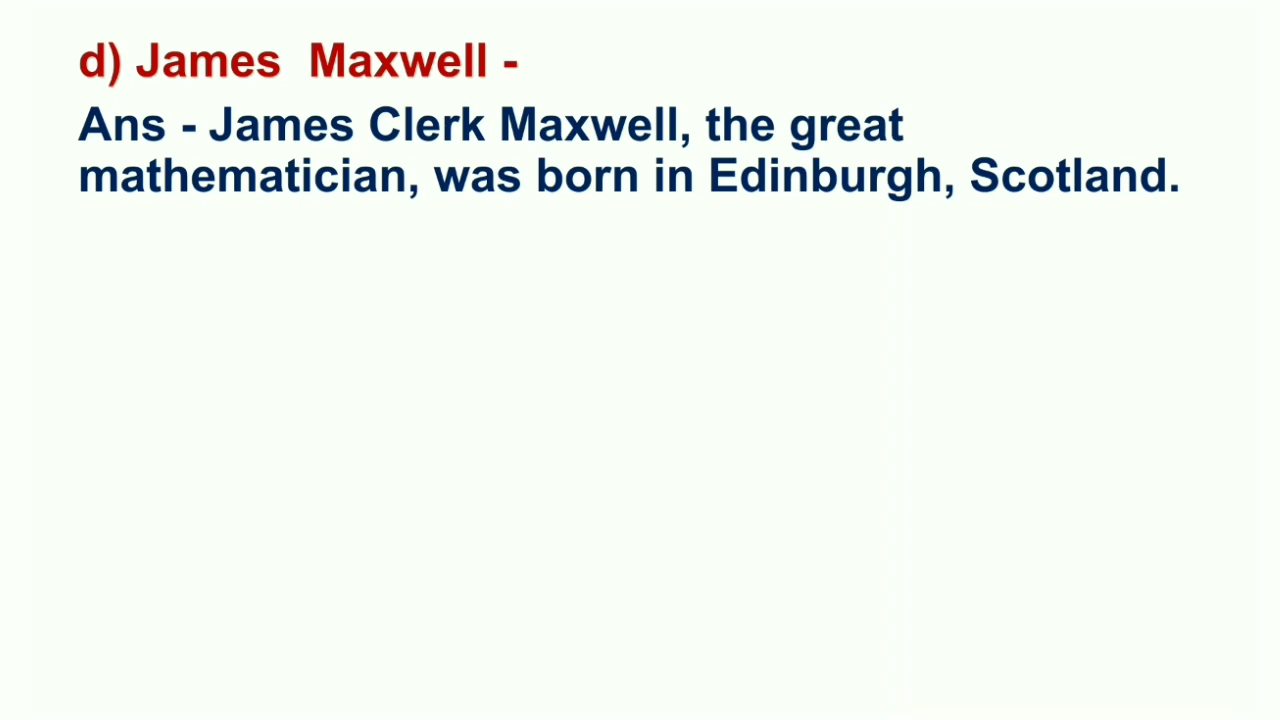 d) James Maxwell -
Ans - James Clerk Maxwell, the great
mathematician, was born in Edinburgh, Scotland.